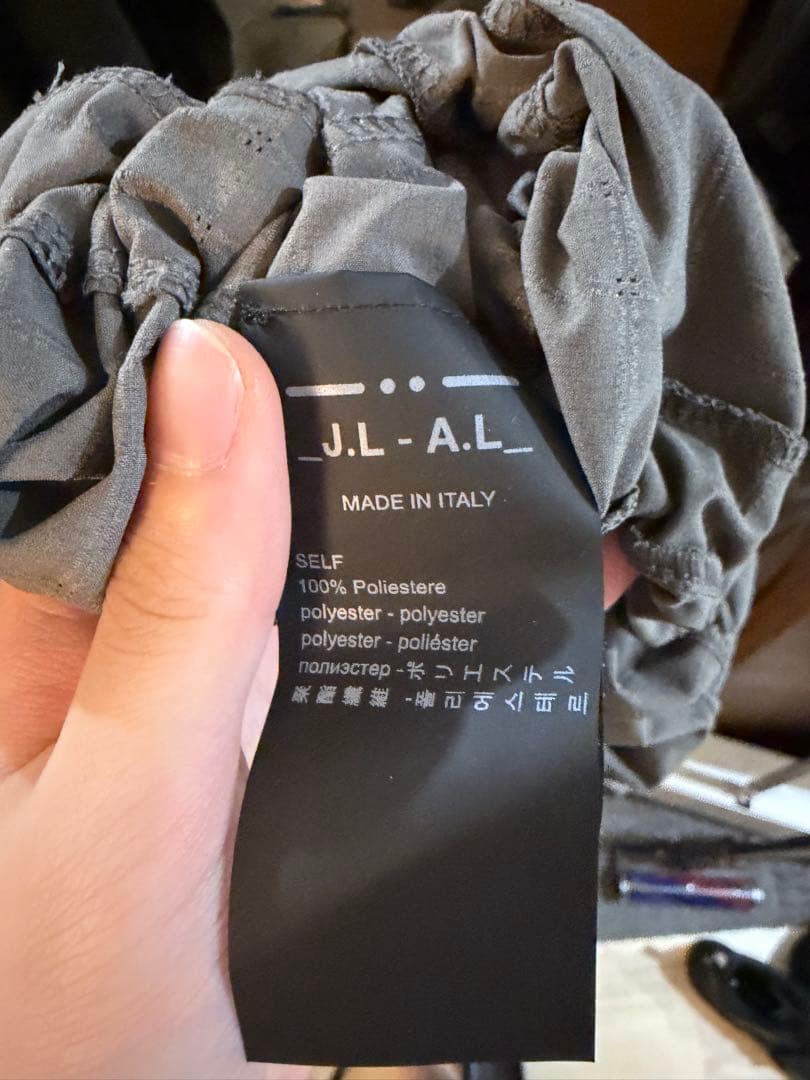 _J.L - A.L_
MADE IN ITALY
SELF
100% Poliestere
polyester - polyester
polyester - poliéster
полиэстер - ポリエステル
聚酯纖維 - 폴리에스테르